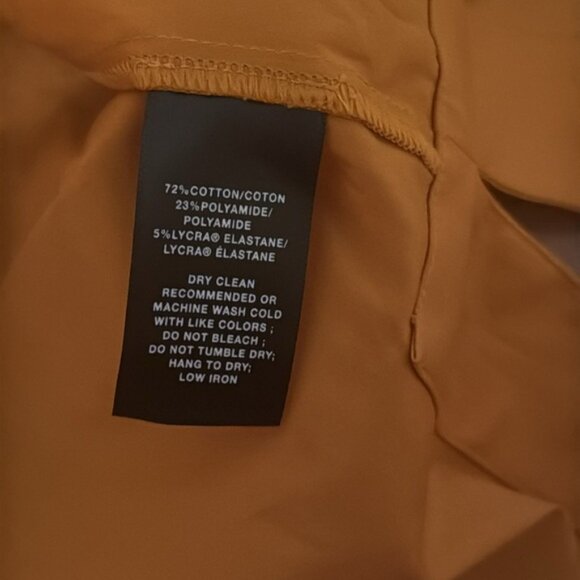 72%COTTON/COTON
23%POLYAMIDE/
POLYAMIDE
5%LYCRA® ELASTANE/
LYCRA® ÉLASTANE
DRY CLEAN
RECOMMENDED OR
MACHINE WASH COLD
WITH LIKE COLORS ;
DO NOT BLEACH ;
DO NOT TUMBLE DRY;
HANG TO DRY;
LOW IRON